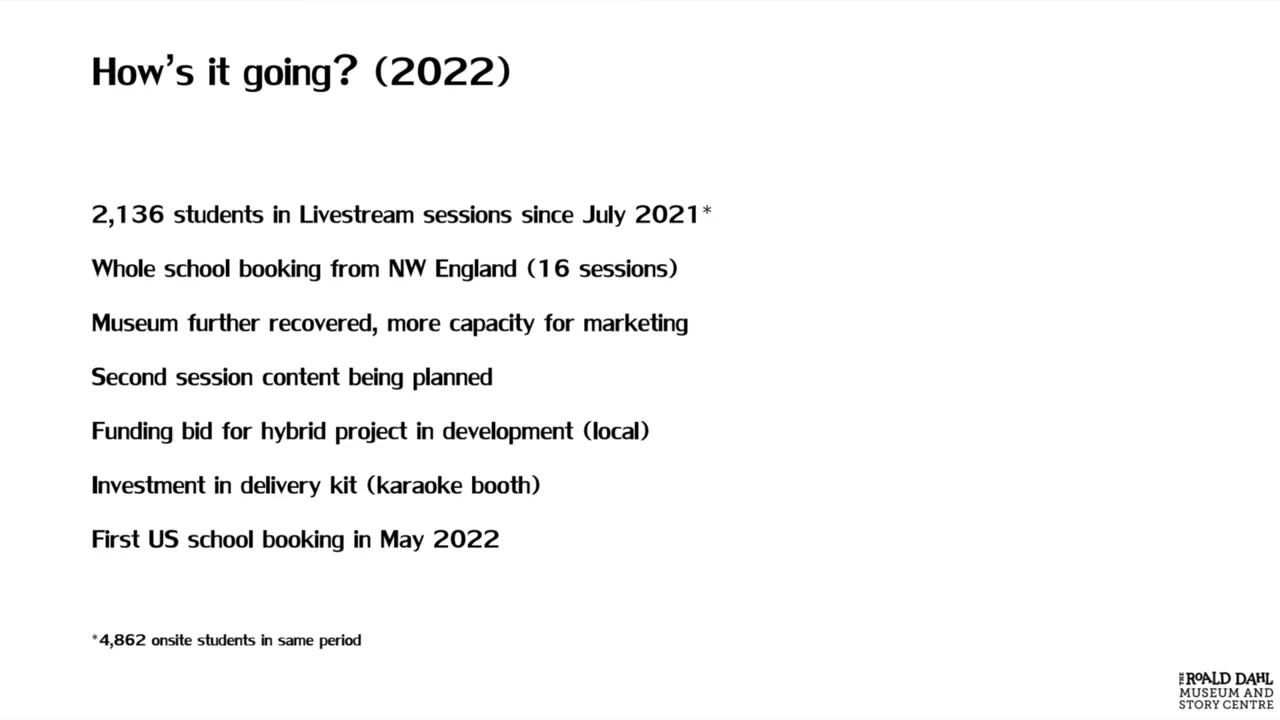 How's it going? (2022)
2,136 students in Livestream sessions since July 2021*
Whole school booking from NW England (16 sessions)
Museum further recovered, more capacity for marketing
Second session content being planned
Funding bid for hybrid project in development (local)
Investment in delivery kit (karaoke booth)
First US school booking in May 2022
*4,862 onsite students in same period
THE ROALD DAHL
MUSEUM AND
STORY CENTRE